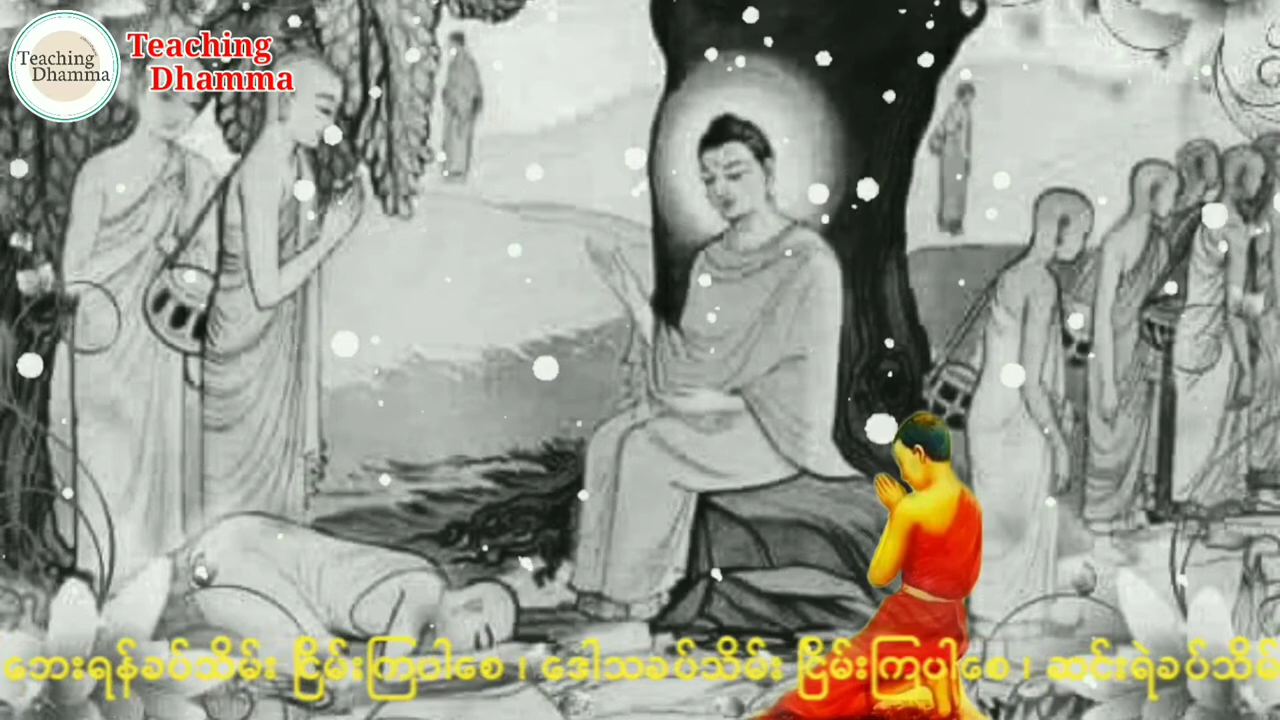 Teaching
Dhamma
Teaching
Dhamma
ဘေးရန်ခပ်သိမ်း ငြိမ်းကြပါစေ ၊ ဒေါသခပ်သိမ်း ငြိမ်းကြပါစေ ၊ ဆင်းရဲခပ်သိမ်